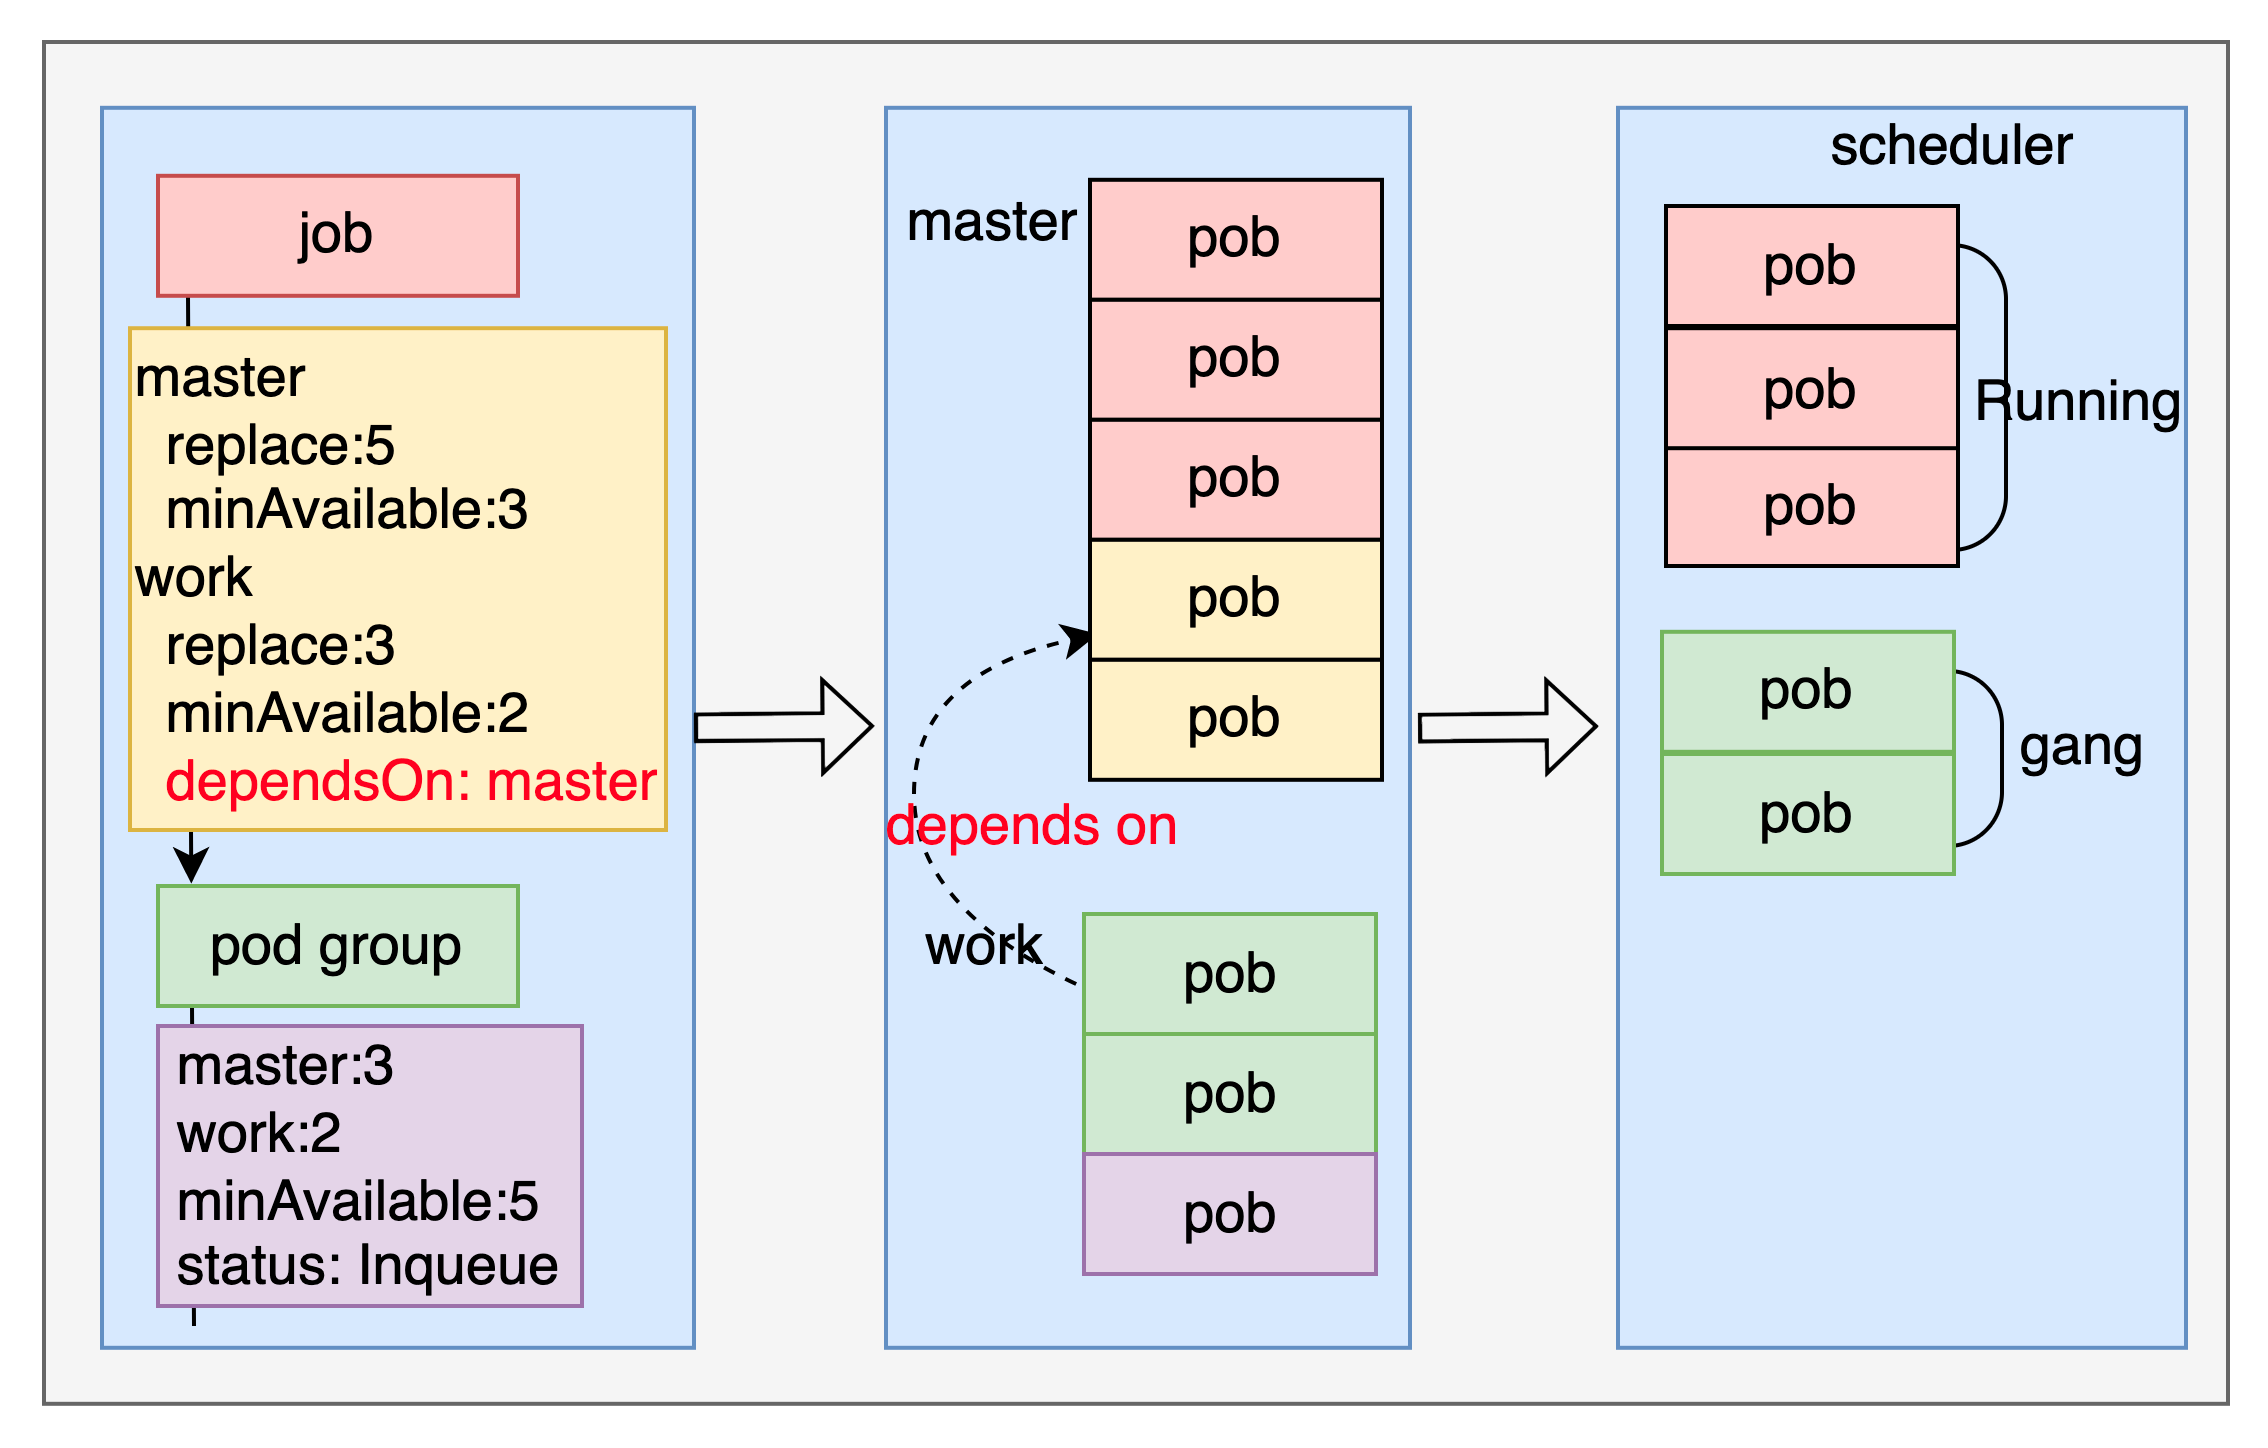 job
master
replace:5
minAvailable:3
work
replace:3
minAvailable:2
dependsOn: master
pod group
master:3
work:2
minAvailable:5
status: Inqueue
master
pob
pob
pob
pob
pob
depends on
work
pob
pob
pob
scheduler
pob
pob
pob
Running
pob
pob
gang